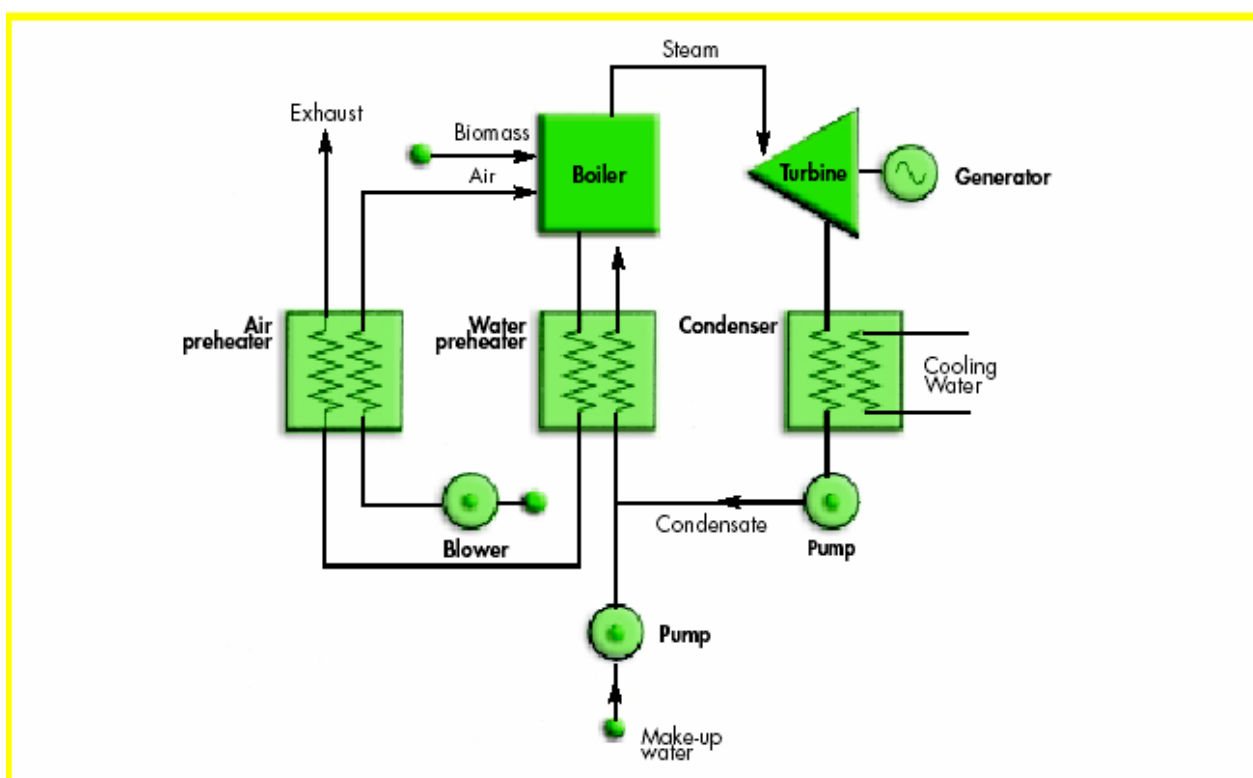 Steam
Exhaust
Biomass
Air
Boiler
Turbine
Generator
Air
preheater
Water
preheater
Condenser
Cooling
Water
Condensate
Blower
Pump
Pump
Make-up
water